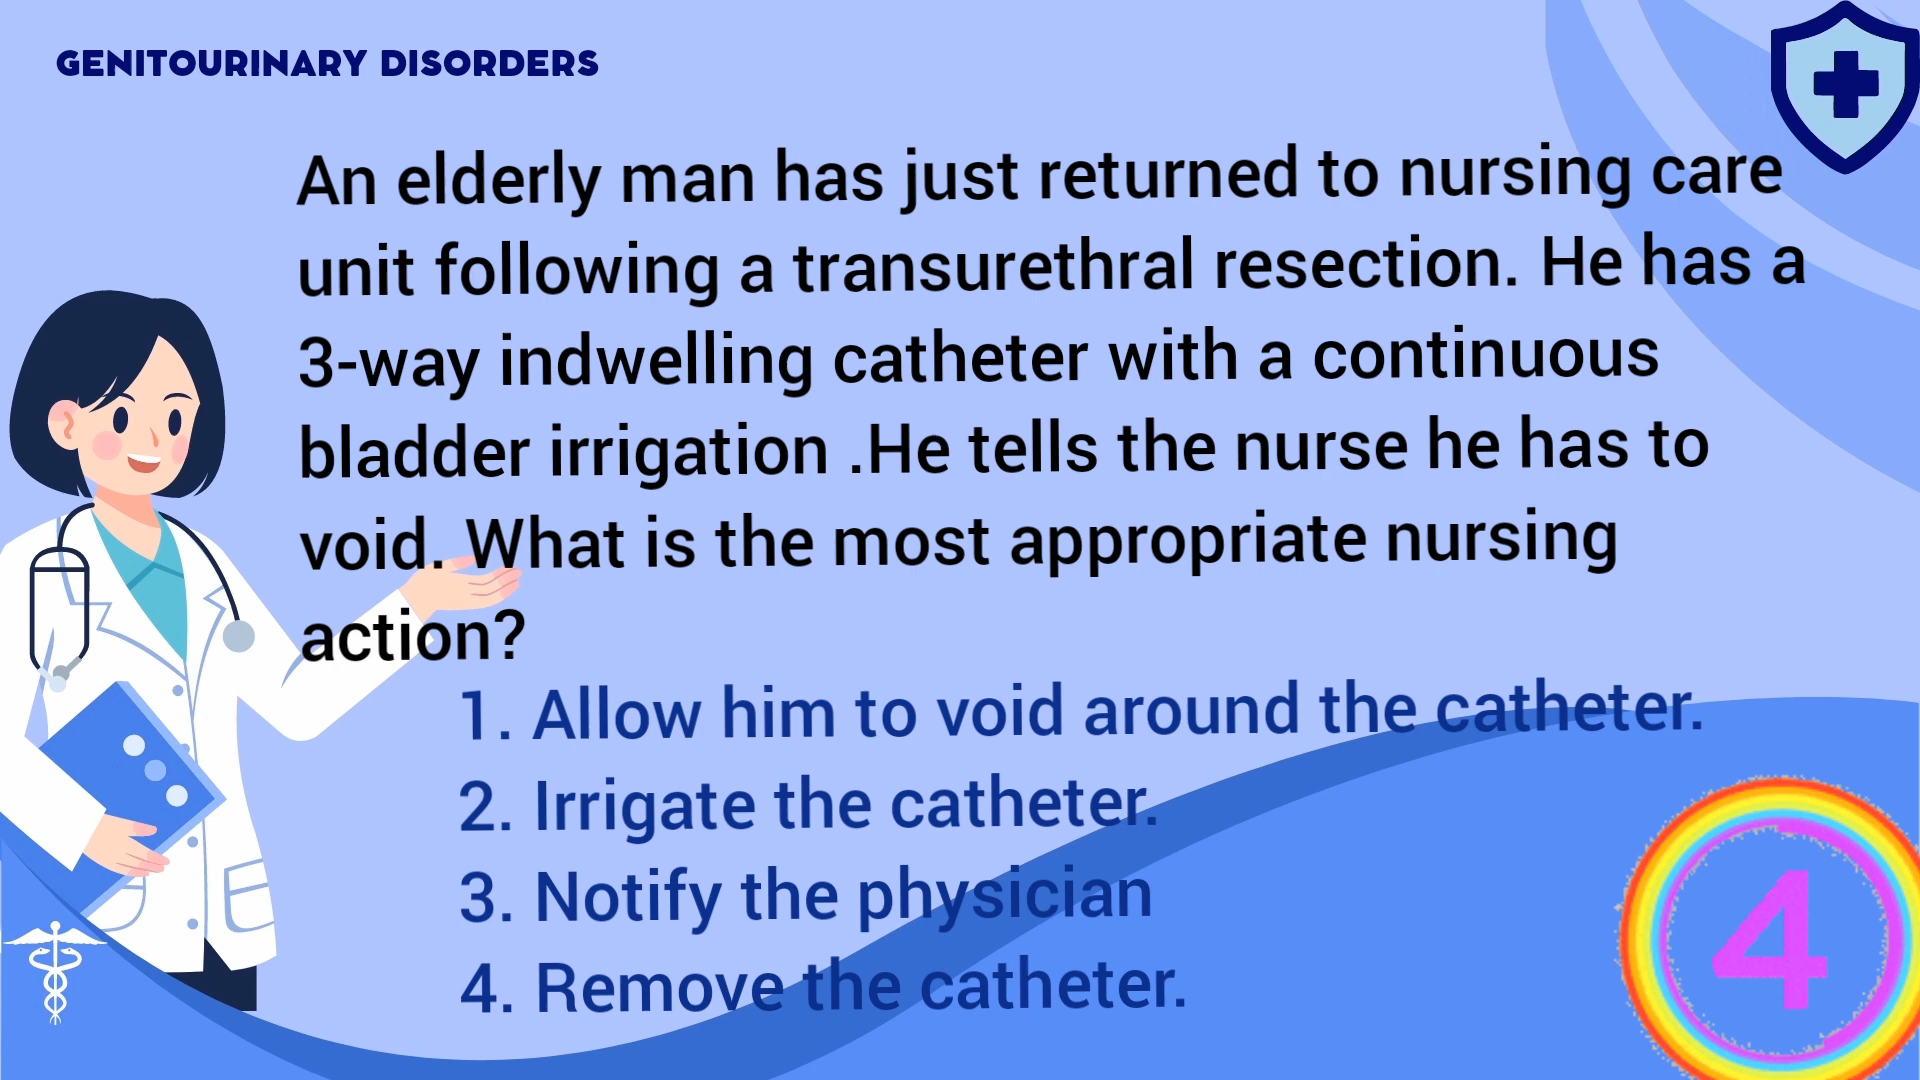 GENITOURINARY DISORDERS
An elderly man has just returned to nursing care
unit following a transurethral resection. He has a
3-way indwelling catheter with a continuous
bladder irrigation .He tells the nurse he has to
void. What is the most appropriate nursing
action?
1. Allow him to void around the catheter.
2. Irrigate the catheter.
3. Notify the physician
4. Remove the catheter.
4